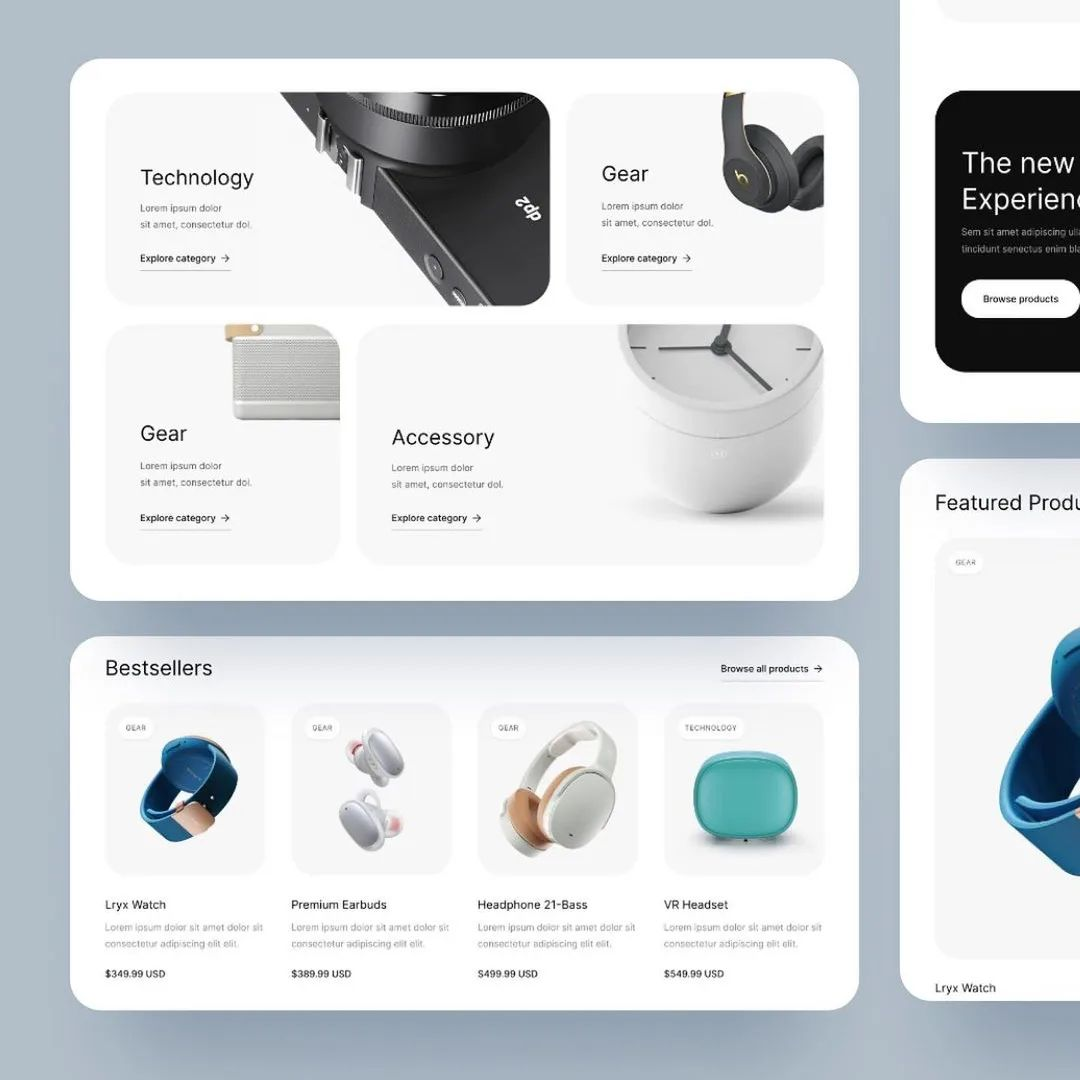 Technology
Lorem ipsum dolor
sit amet, consectetur dol.
Explore category →
dp2
Gear
Lorem ipsum dolor
sit amet, consectetur dol.
Explore category →
Gear
Lorem ipsum dolor
sit amet, consectetur dol.
Explore category →
Accessory
Lorem ipsum dolor
sit amet, consectetur dol.
Explore category →
Bestsellers
Browse all products →
GEAR
Lryx Watch
Lorem ipsum dolor sit amet dolor sit
consectetur adipiscing elit elit.
$349.99 USD
GEAR
Premium Earbuds
Lorem ipsum dolor sit amet dolor sit
consectetur adipiscing elit elit.
$389.99 USD
GEAR
Headphone 21-Bass
Lorem ipsum dolor sit amet dolor sit
consectetur adipiscing elit elit.
$499.99 USD
TECHNOLOGY
VR Headset
Lorem ipsum dolor sit amet dolor sit
consectetur adipiscing elit elit.
$549.99 USD
The new
Experienc
Sem sit amet adipiscing ulla
tincidunt senectus enim bla
Browse products
Featured Produ
GEAR
Lryx Watch